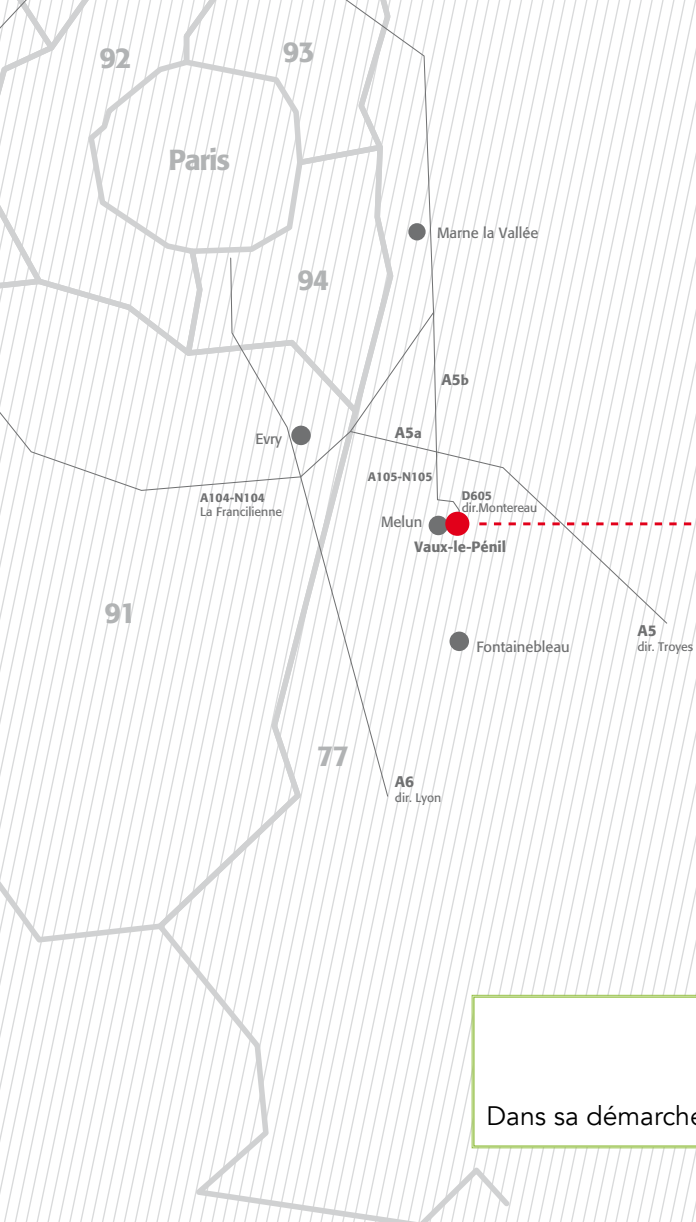 92
93
Paris
Marne la Vallée
94
A5b
A5a
Evry
A105-N105
A104-N104
La Francilienne
D605
dir.Montereau
Melun
Vaux-le-Pénil
91
A5
dir. Troyes
Fontainebleau
77
A6
dir. Lyon
Dans sa démarche